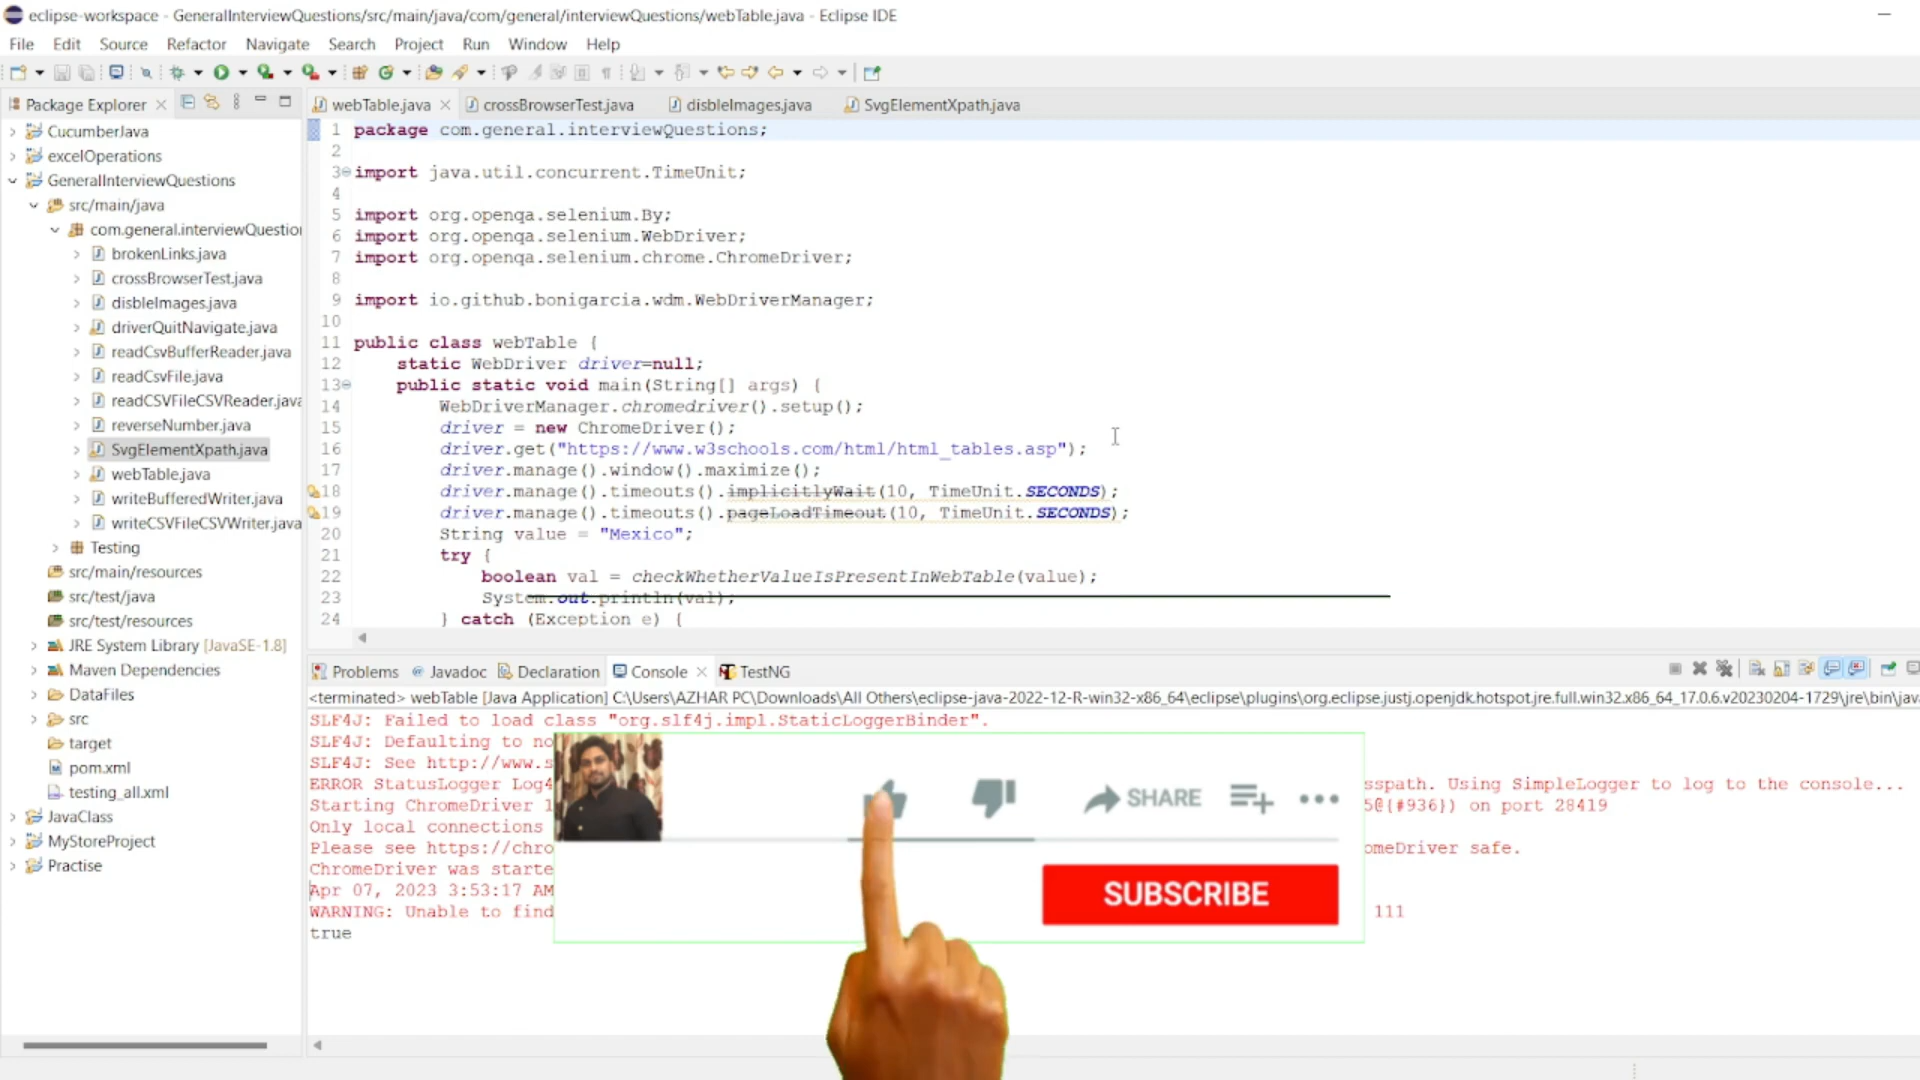 eclipse-workspace - GeneralInterviewQuestions/src/main/java/com/general/interviewQuestions/webTable.java - Eclipse IDE
File Edit Source Refactor Navigate Search Project Run Window Help
Package Explorer
webTable.java crossBrowserTest.java disbleImages.java SvgElementXpath.java
CucumberJava
excelOperations
GeneralInterviewQuestions
src/main/java
com.general.interviewQuestio
brokenLinks.java
crossBrowserTest.java
disbleImages.java
driverQuitNavigate.java
readCsvBufferReader.java
readCsvFile.java
readCSVFileCSVReader.java
reverseNumber.java
SvgElementXpath.java
webTable.java
writeBufferedWriter.java
writeCSVFileCSVWriter.java
Testing
src/main/resources
src/test/java
src/test/resources
JRE System Library [JavaSE-1.8]
Maven Dependencies
DataFiles
src
target
pom.xml
testing_all.xml
JavaClass
MyStoreProject
Practise
1 package com.general.interviewQuestions;
2
3 import java.util.concurrent.TimeUnit;
4
5 import org.openqa.selenium.By;
6 import org.openqa.selenium.WebDriver;
7 import org.openqa.selenium.chrome.ChromeDriver;
8
9 import io.github.bonigarcia.wdm.WebDriverManager;
10
11 public class webTable {
12 static WebDriver driver=null;
13 public static void main(String[] args) {
14 WebDriverManager.chromedriver().setup();
15 driver = new ChromeDriver();
16 driver.get("https://www.w3schools.com/html/html_tables.asp");
17 driver.manage().window().maximize();
18 driver.manage().timeouts().implicitlyWait(10, TimeUnit.SECONDS);
19 driver.manage().timeouts().pageLoadTimeout(10, TimeUnit.SECONDS);
20 String value = "Mexico";
21 try {
22 boolean val = checkWhetherValueIsPresentInWebTable(value);
23 System.out.println(val);
24 } catch (Exception e) {
Problems Javadoc Declaration Console TestNG
<terminated> webTable [Java Application] C:\Users\AZHAR PC\Downloads\All Others\eclipse-java-2022-12-R-win32-x86_64\eclipse\plugins\org.eclipse.justj.openjdk.hotspot.jre.full.win32.x86_64_17.0.6.v20230204-1729\jre\bin\java
SLF4J: Failed to load class "org.slf4j.impl.StaticLoggerBinder".
SLF4J: Defaulting to no
SLF4J: See http://www.s
ERROR StatusLogger Log4 sspath. Using SimpleLogger to log to the console...
Starting ChromeDriver 1 5@{#936}) on port 28419
Only local connections
Please see https://chro omeDriver safe.
ChromeDriver was starte
Apr 07, 2023 3:53:17 AM
WARNING: Unable to find 111
true
SHARE
SUBSCRIBE